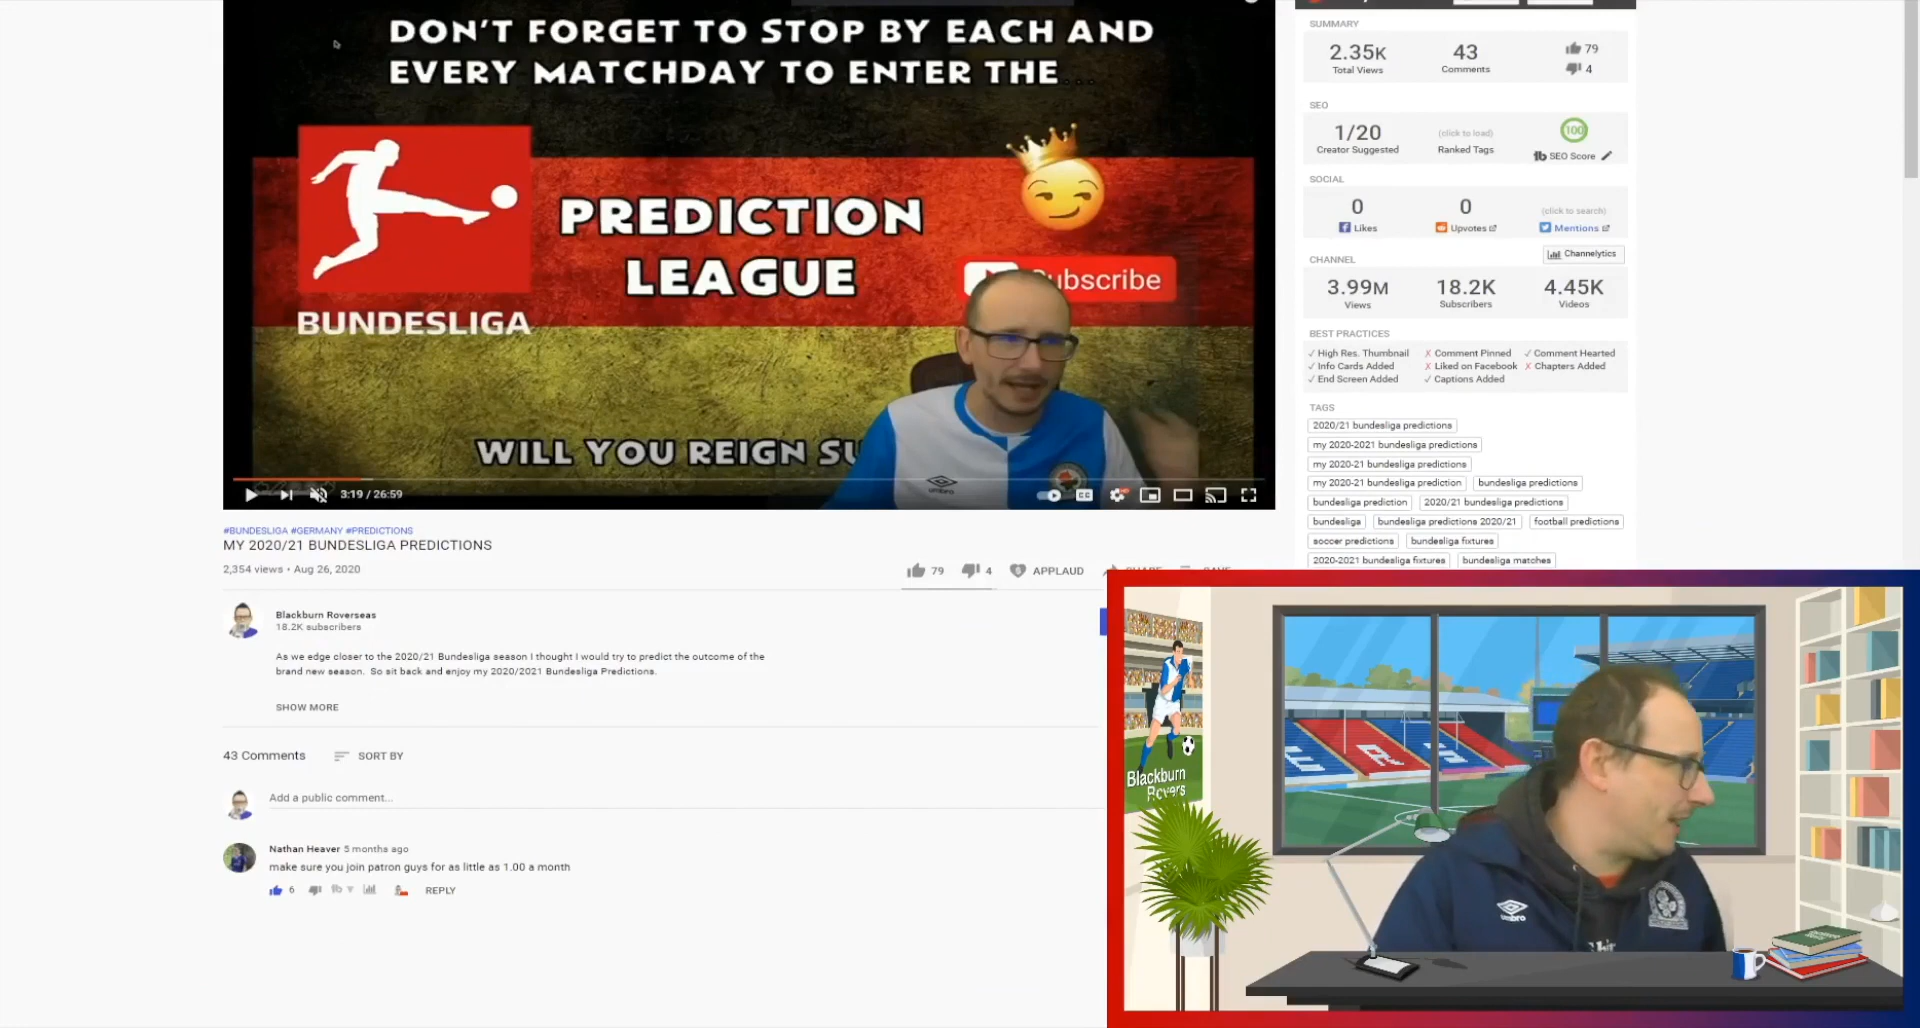 DON'T FORGET TO STOP BY EACH AND
EVERY MATCHDAY TO ENTER THE...
PREDICTION
LEAGUE
Subscribe
BUNDESLIGA
WILL YOU REIGN SU
umbro
3:19 / 26:59
#BUNDESLIGA #GERMANY #PREDICTIONS
MY 2020/21 BUNDESLIGA PREDICTIONS
2,354 views • Aug 26, 2020
79
4
APPLAUD
SHARE
SAVE
Blackburn Roverseas
18.2K subscribers
As we edge closer to the 2020/21 Bundesliga season I thought I would try to predict the outcome of the
brand new season. So sit back and enjoy my 2020/2021 Bundesliga Predictions.
SHOW MORE
43 Comments
SORT BY
Add a public comment...
Nathan Heaver 5 months ago
make sure you join patron guys for as little as 1.00 a month
6
REPLY
SUMMARY
2.35K
43
79
Total Views
Comments
4
SEO
1/20
(click to load)
100
Creator Suggested
Ranked Tags
tb SEO Score
SOCIAL
0
0
(click to search)
Likes
Upvotes
Mentions
CHANNEL
Channelytics
3.99M
18.2K
4.45K
Views
Subscribers
Videos
BEST PRACTICES
✓ High Res. Thumbnail
✗ Comment Pinned
✓ Comment Hearted
✓ Info Cards Added
✗ Liked on Facebook
✗ Chapters Added
✓ End Screen Added
✓ Captions Added
TAGS
2020/21 bundesliga predictions
my 2020-2021 bundesliga predictions
my 2020-21 bundesliga predictions
my 2020-21 bundesliga prediction
bundesliga predictions
bundesliga prediction
2020/21 bundesliga predictions
bundesliga
bundesliga predictions 2020/21
football predictions
soccer predictions
bundesliga fixtures
2020-2021 bundesliga fixtures
bundesliga matches
Blackburn
Rovers
E R
umbro